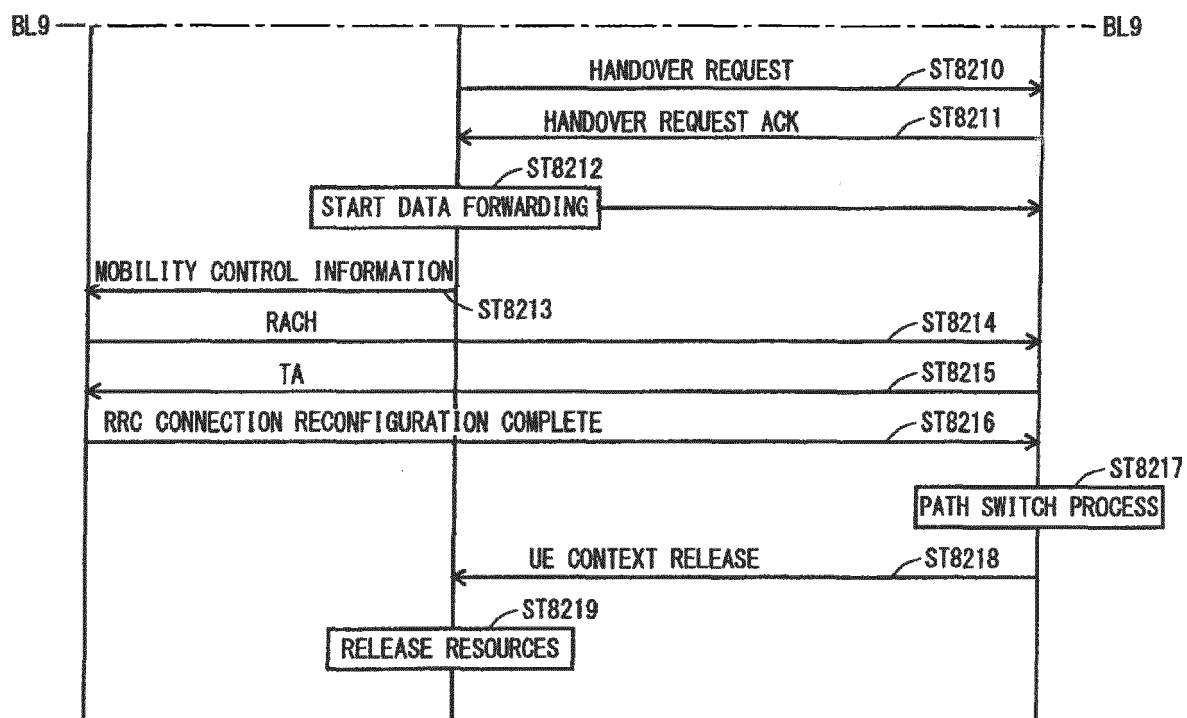 BL9 BL9
HANDOVER REQUEST ST8210
HANDOVER REQUEST ACK ST8211
ST8212
START DATA FORWARDING
MOBILITY CONTROL INFORMATION
ST8213
RACH ST8214
TA ST8215
RRC CONNECTION RECONFIGURATION COMPLETE ST8216
ST8217
PATH SWITCH PROCESS
UE CONTEXT RELEASE ST8218
ST8219
RELEASE RESOURCES